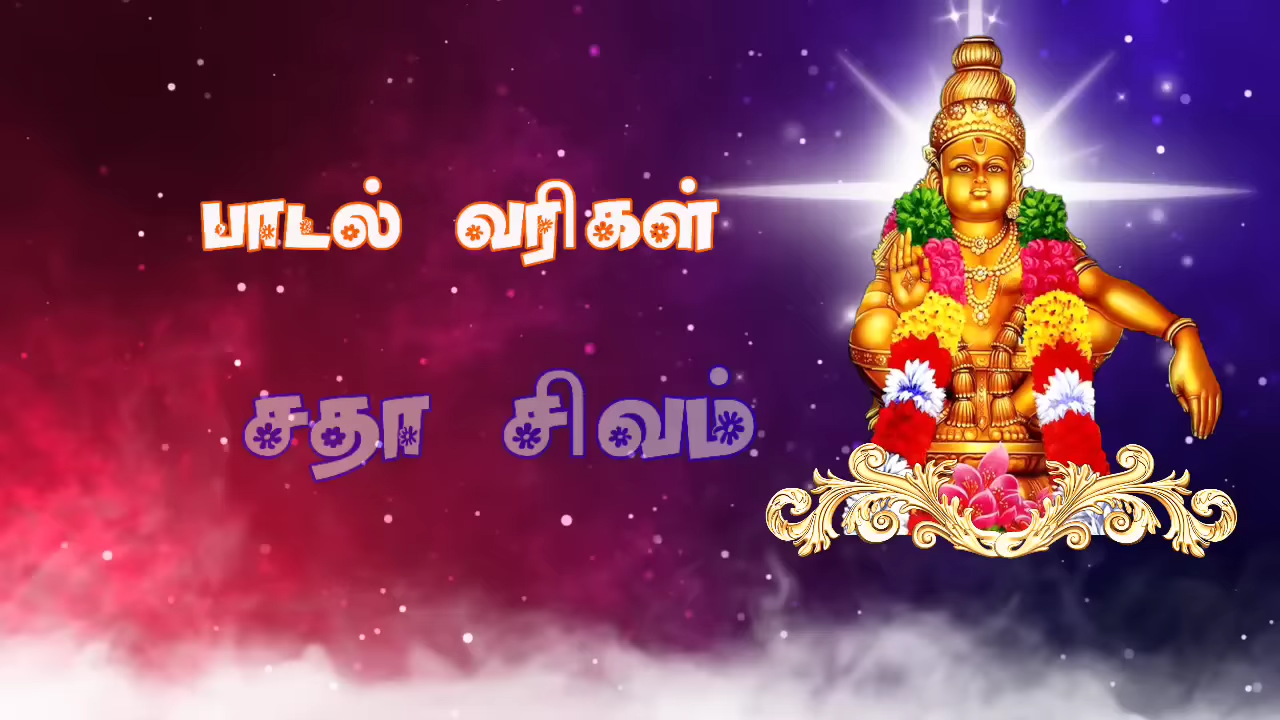 பாடல் வரிகள்
சதா சிவம்